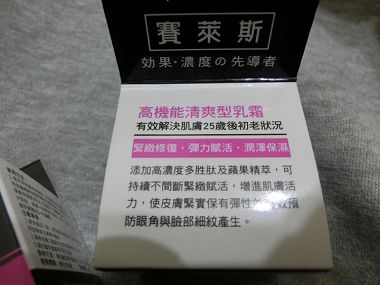 賽萊斯
効果·濃度の先導者
高機能清爽型乳霜
有效解決肌膚25歲後初老狀況
緊緻修復·彈力賦活·潤澤保濕
添加高濃度多胜肽及蘋果精萃,可
持續不間斷緊緻賦活,增進肌膚活
力,使皮膚緊實保有彈性 預
防眼角與臉部細紋產生。